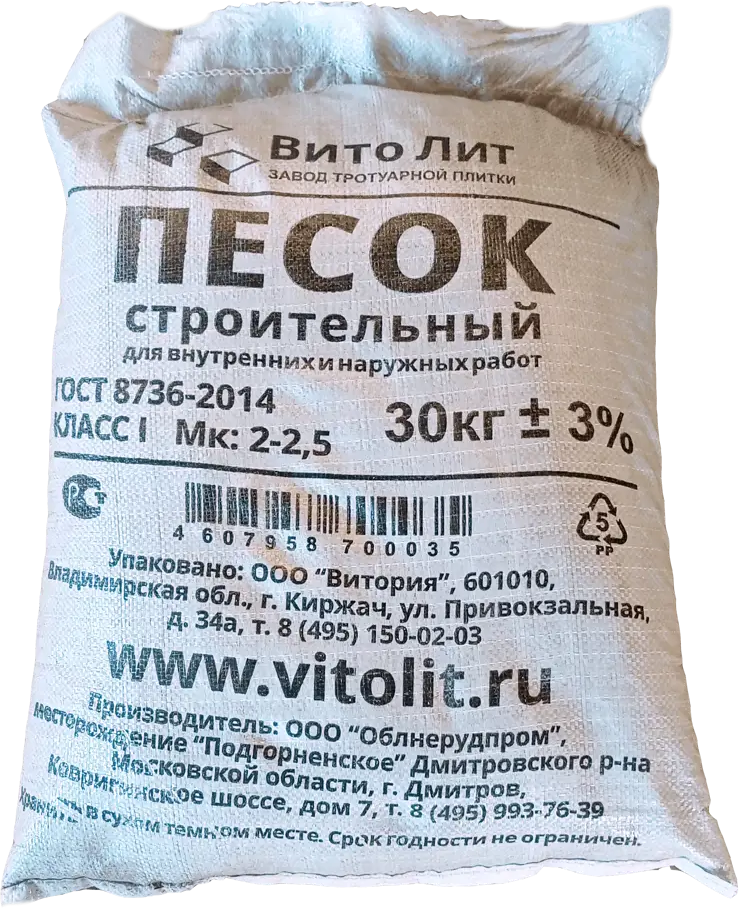 ВитоЛит
ЗАВОД ТРОТУАРНОЙ ПЛИТКИ
ПЕСОК
строительный
для внутренних и наружных работ
ГОСТ 8736-2014
КЛАСС I Мк: 2-2,5
30кг ± 3%
РСТ
4 607958 700035
5
PP
Упаковано: ООО “Витория”, 601010,
Владимирская обл., г. Киржач, ул. Привокзальная,
д. 34а, т. 8 (495) 150-02-03
www.vitolit.ru
Производитель: ООО “Облнерудпром”,
месторождение “Подгорненское” Дмитровского р-на
Московской области, г. Дмитров,
Ковригинское шоссе, дом 7, т. 8 (495) 993-76-39
Хранить в сухом темном месте. Срок годности не ограничен.